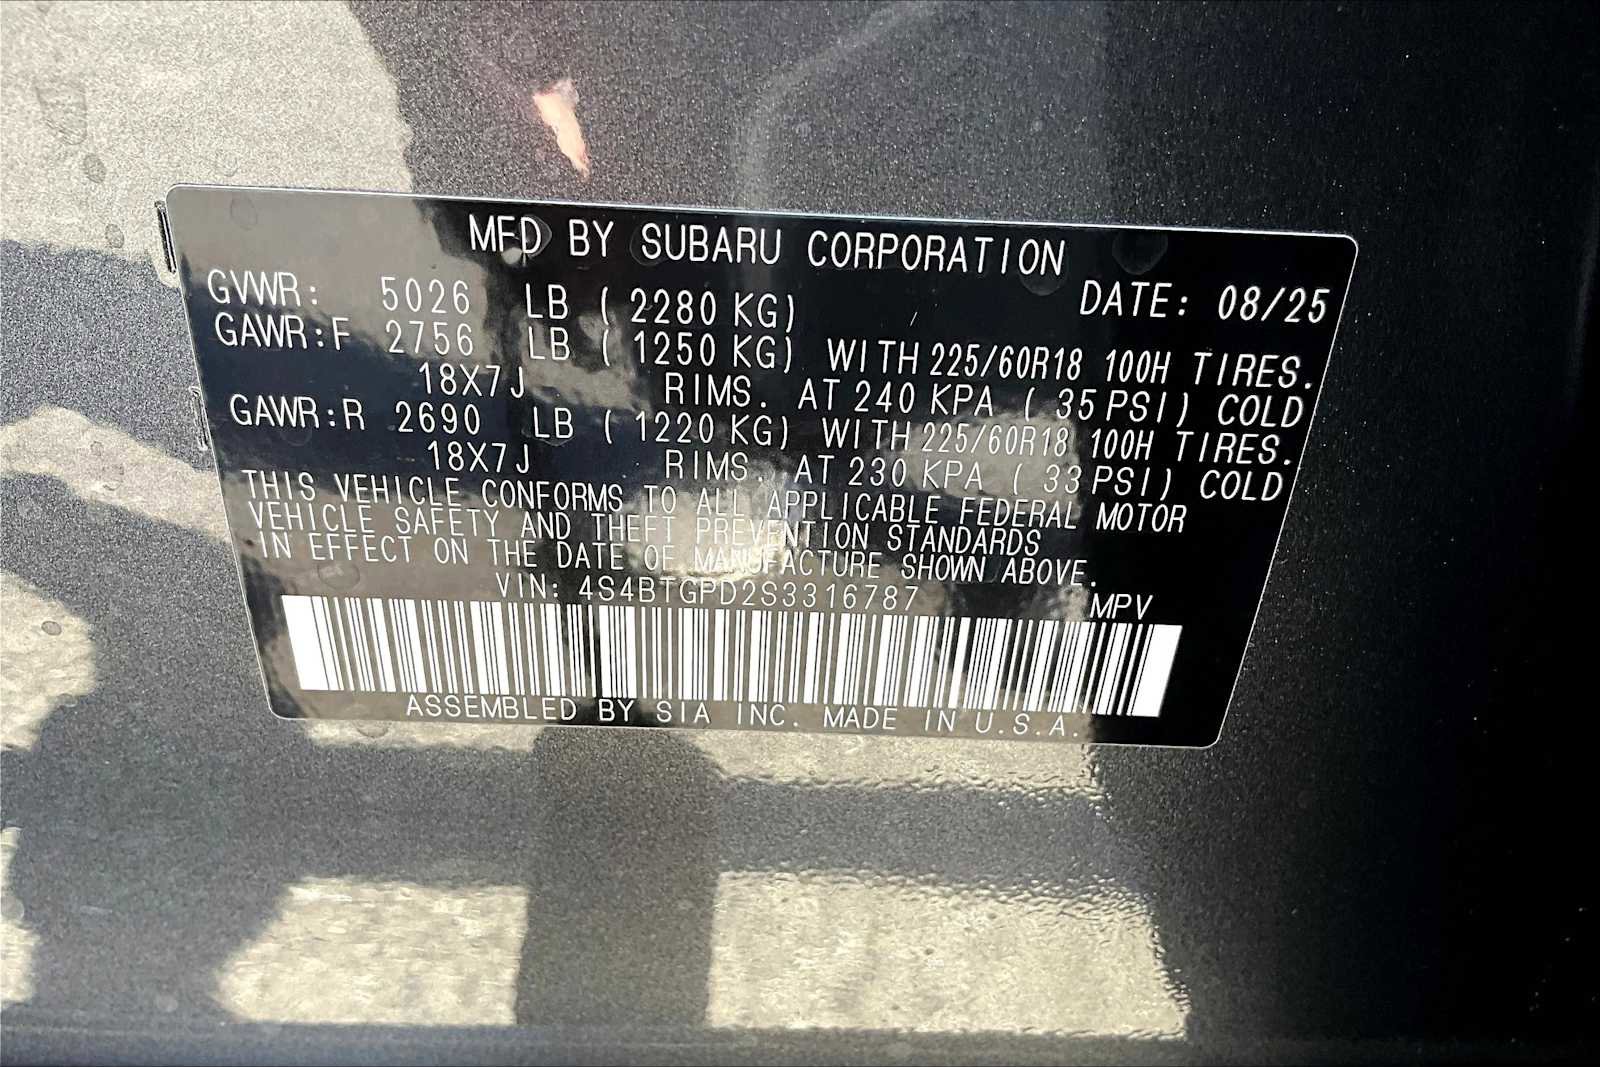 MFD BY SUBARU CORPORATION
GVWR: 5026 LB ( 2280 KG) DATE: 08/25
GAWR:F 2756 LB ( 1250 KG) WITH 225/60R18 100H TIRES.
18X7J RIMS. AT 240 KPA ( 35 PSI) COLD
GAWR:R 2690 LB ( 1220 KG) WITH 225/60R18 100H TIRES.
18X7J RIMS. AT 230 KPA ( 33 PSI) COLD
THIS VEHICLE CONFORMS TO ALL APPLICABLE FEDERAL MOTOR
VEHICLE SAFETY AND THEFT PREVENTION STANDARDS
IN EFFECT ON THE DATE OF MANUFACTURE SHOWN ABOVE.
VIN: 4S4BTGPD2S3316787 MPV
ASSEMBLED BY SIA INC. MADE IN U.S.A.